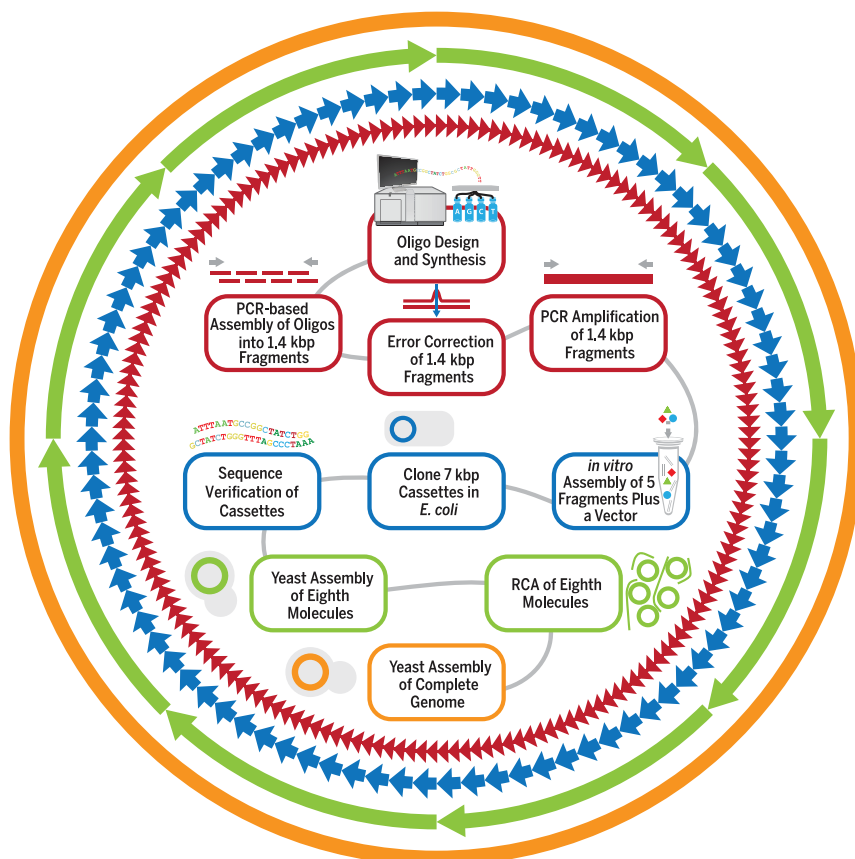 A G C T
Oligo Design
and Synthesis
PCR-based
Assembly of Oligos
into 1.4 kbp
Fragments
Error Correction
of 1.4 kbp
Fragments
PCR Amplification
of 1.4 kbp
Fragments
ATTTAATGCCGGCTATCTGG
GCTATCTGGGTTTAGCCCTAAA
Sequence
Verification of
Cassettes
Clone 7 kbp
Cassettes in
E. coli
in vitro
Assembly of 5
Fragments Plus
a Vector
Yeast Assembly
of Eighth
Molecules
RCA of Eighth
Molecules
Yeast Assembly
of Complete
Genome